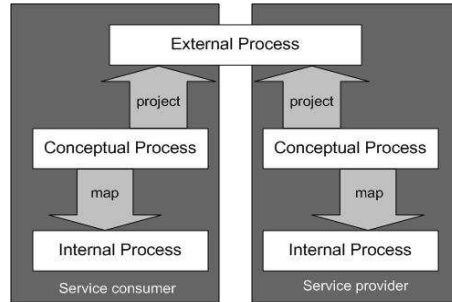 External Process
project
project
Conceptual Process
Conceptual Process
map
map
Internal Process
Internal Process
Service consumer
Service provider